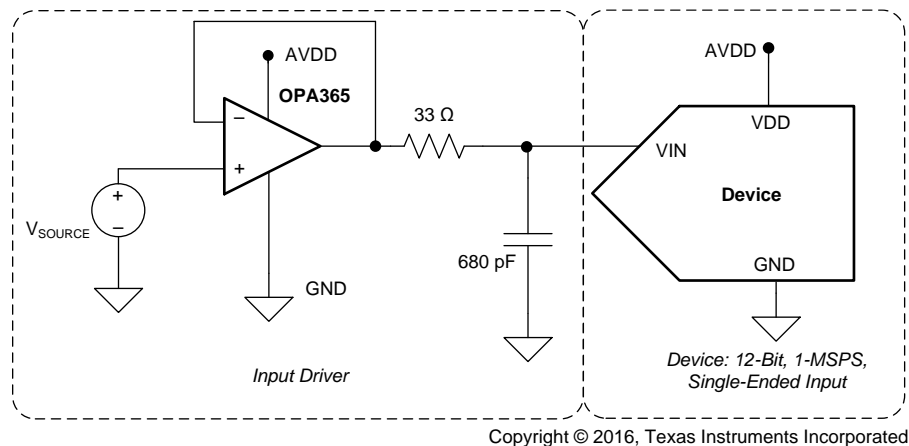 AVDD
OPA365
−
+
33 Ω
+
−
VSOURCE
680 pF
GND
Input Driver
AVDD
VDD
VIN
Device
GND
Device: 12-Bit, 1-MSPS,
Single-Ended Input
Copyright © 2016, Texas Instruments Incorporated